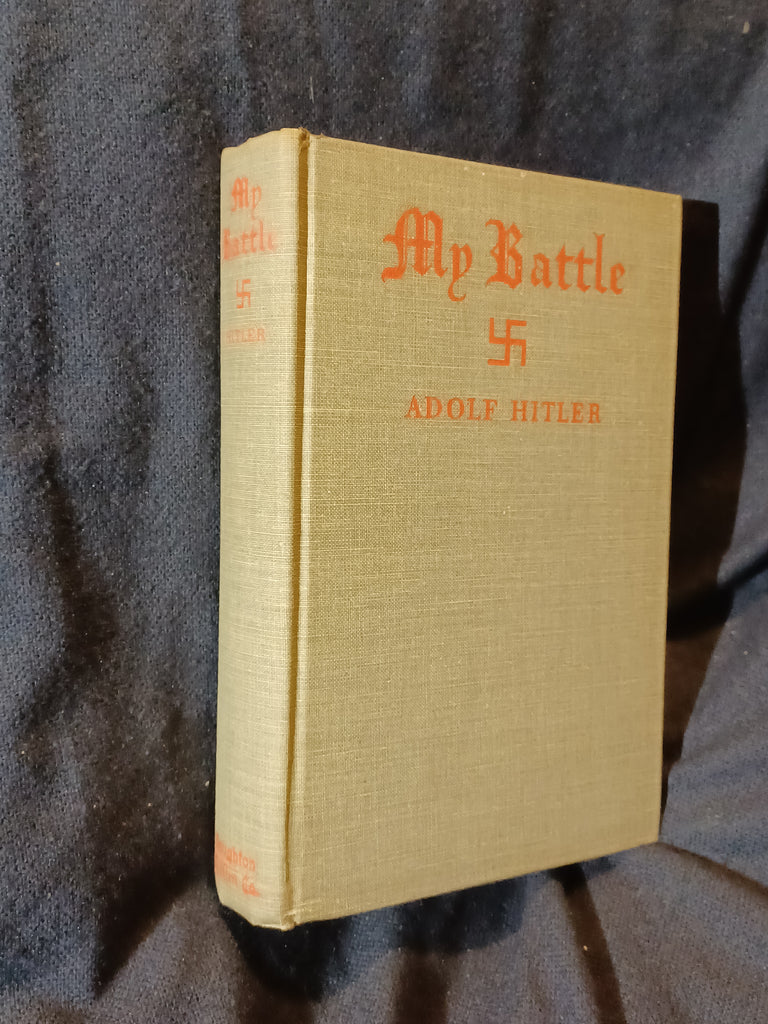 My
Battle
HITLER
Houghton
Mifflin Co.
My Battle
ADOLF HITLER